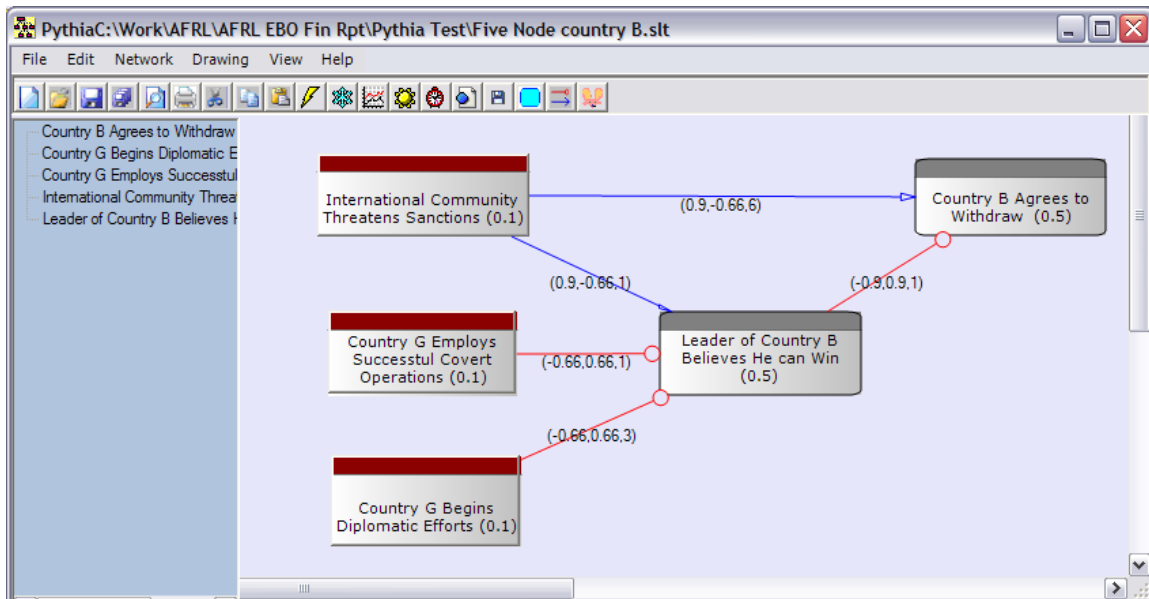 PythiaC:\Work\AFRL\AFRL EBO Fin Rpt\Pythia Test\Five Node country B.slt
File Edit Network Drawing View Help
Country B Agrees to Withdraw
Country G Begins Diplomatic E
Country G Employs Successtul
International Community Threat
Leader of Country B Believes H
International Community
Threatens Sanctions (0.1)
(0.9,-0.66,6)
Country B Agrees to
Withdraw (0.5)
(0.9,-0.66,1)
(-0.9,0.9,1)
Country G Employs
Successtul Covert
Operations (0.1)
(-0.66,0.66,1)
Leader of Country B
Believes He can Win
(0.5)
(-0.66,0.66,3)
Country G Begins
Diplomatic Efforts (0.1)